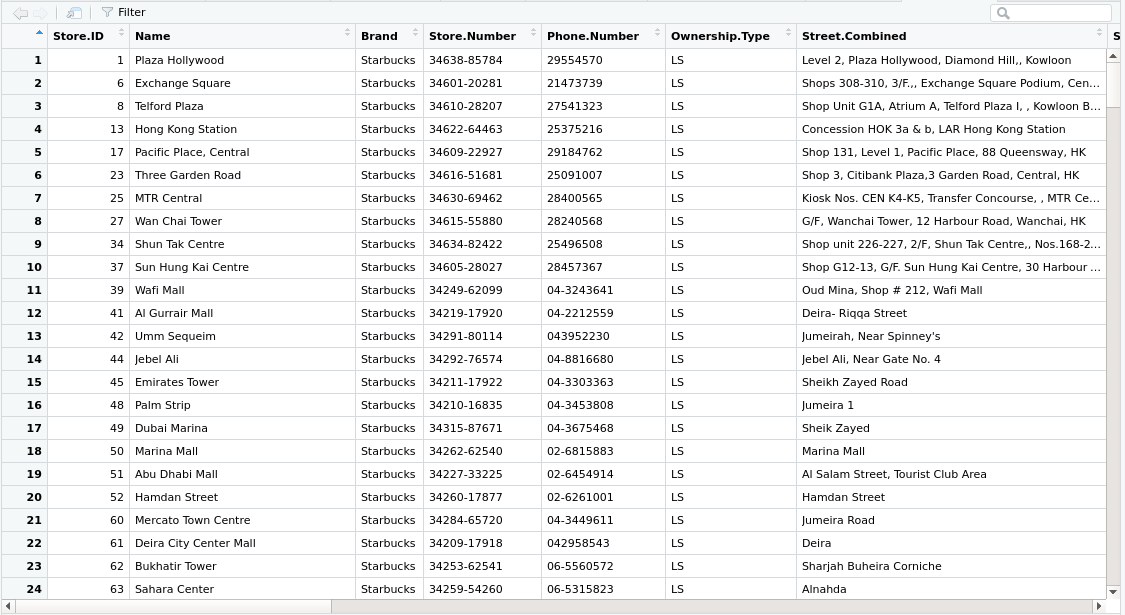 Filter
Store.ID Name Brand Store.Number Phone.Number Ownership.Type Street.Combined S
1 1 Plaza Hollywood Starbucks 34638-85784 29554570 LS Level 2, Plaza Hollywood, Diamond Hill,, Kowloon
2 6 Exchange Square Starbucks 34601-20281 21473739 LS Shops 308-310, 3/F.,, Exchange Square Podium, Cen...
3 8 Telford Plaza Starbucks 34610-28207 27541323 LS Shop Unit G1A, Atrium A, Telford Plaza I, , Kowloon B...
4 13 Hong Kong Station Starbucks 34622-64463 25375216 LS Concession HOK 3a & b, LAR Hong Kong Station
5 17 Pacific Place, Central Starbucks 34609-22927 29184762 LS Shop 131, Level 1, Pacific Place, 88 Queensway, HK
6 23 Three Garden Road Starbucks 34616-51681 25091007 LS Shop 3, Citibank Plaza,3 Garden Road, Central, HK
7 25 MTR Central Starbucks 34630-69462 28400565 LS Kiosk Nos. CEN K4-K5, Transfer Concourse, , MTR Ce...
8 27 Wan Chai Tower Starbucks 34615-55880 28240568 LS G/F, Wanchai Tower, 12 Harbour Road, Wanchai, HK
9 34 Shun Tak Centre Starbucks 34634-82422 25496508 LS Shop unit 226-227, 2/F, Shun Tak Centre,, Nos.168-2...
10 37 Sun Hung Kai Centre Starbucks 34605-28027 28457367 LS Shop G12-13, G/F. Sun Hung Kai Centre, 30 Harbour ...
11 39 Wafi Mall Starbucks 34249-62099 04-3243641 LS Oud Mina, Shop # 212, Wafi Mall
12 41 Al Gurrair Mall Starbucks 34219-17920 04-2212559 LS Deira- Riqqa Street
13 42 Umm Sequeim Starbucks 34291-80114 043952230 LS Jumeirah, Near Spinney's
14 44 Jebel Ali Starbucks 34292-76574 04-8816680 LS Jebel Ali, Near Gate No. 4
15 45 Emirates Tower Starbucks 34211-17922 04-3303363 LS Sheikh Zayed Road
16 48 Palm Strip Starbucks 34210-16835 04-3453808 LS Jumeira 1
17 49 Dubai Marina Starbucks 34315-87671 04-3675468 LS Sheik Zayed
18 50 Marina Mall Starbucks 34262-62540 02-6815883 LS Marina Mall
19 51 Abu Dhabi Mall Starbucks 34227-33225 02-6454914 LS Al Salam Street, Tourist Club Area
20 52 Hamdan Street Starbucks 34260-17877 02-6261001 LS Hamdan Street
21 60 Mercato Town Centre Starbucks 34284-65720 04-3449611 LS Jumeira Road
22 61 Deira City Center Mall Starbucks 34209-17918 042958543 LS Deira
23 62 Bukhatir Tower Starbucks 34253-62541 06-5560572 LS Sharjah Buheira Corniche
24 63 Sahara Center Starbucks 34259-54260 06-5315823 LS Alnahda